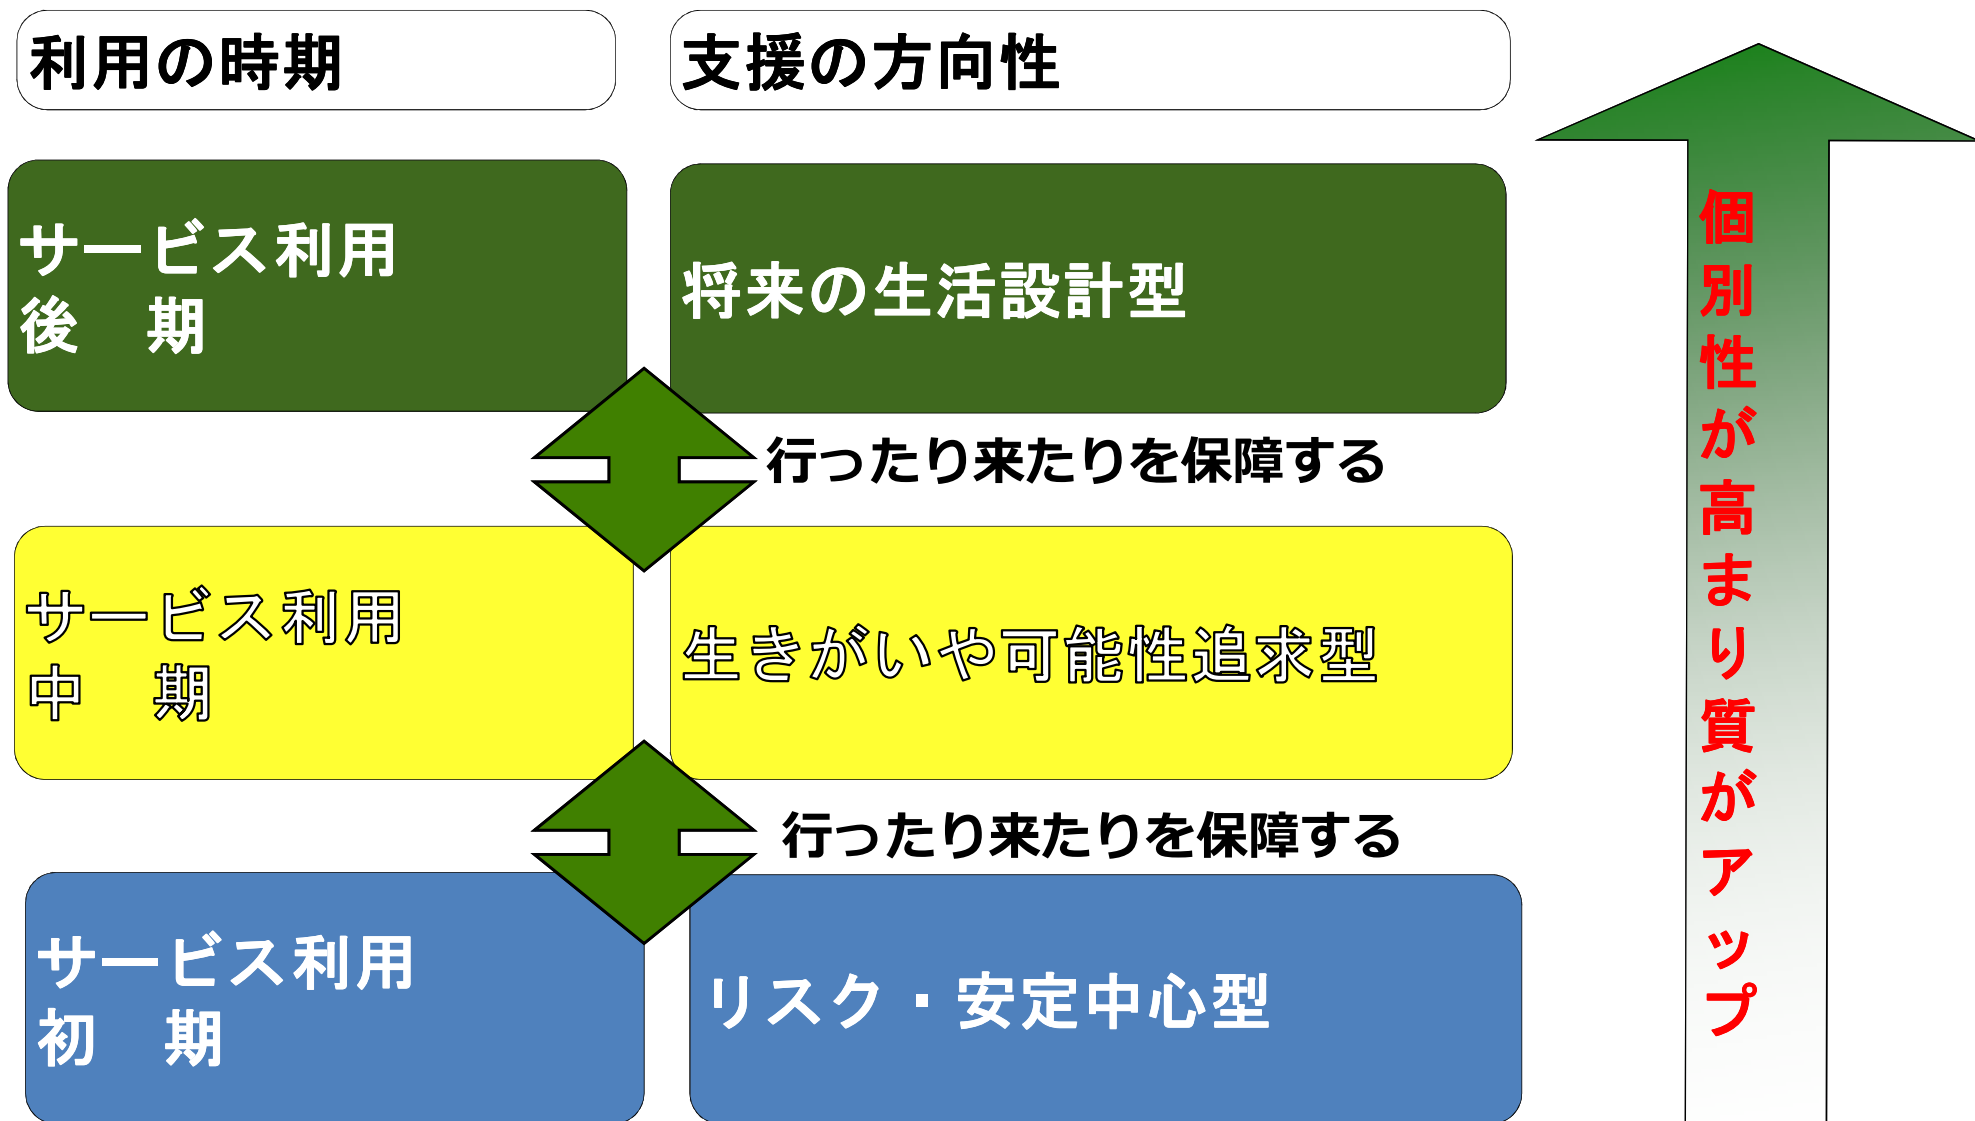 利用の時期
支援の方向性
サービス利用
後　期
将来の生活設計型
行ったり来たりを保障する
サービス利用
中　期
生きがいや可能性追求型
行ったり来たりを保障する
サービス利用
初　期
リスク・安定中心型
個別性が高まり質がアップ